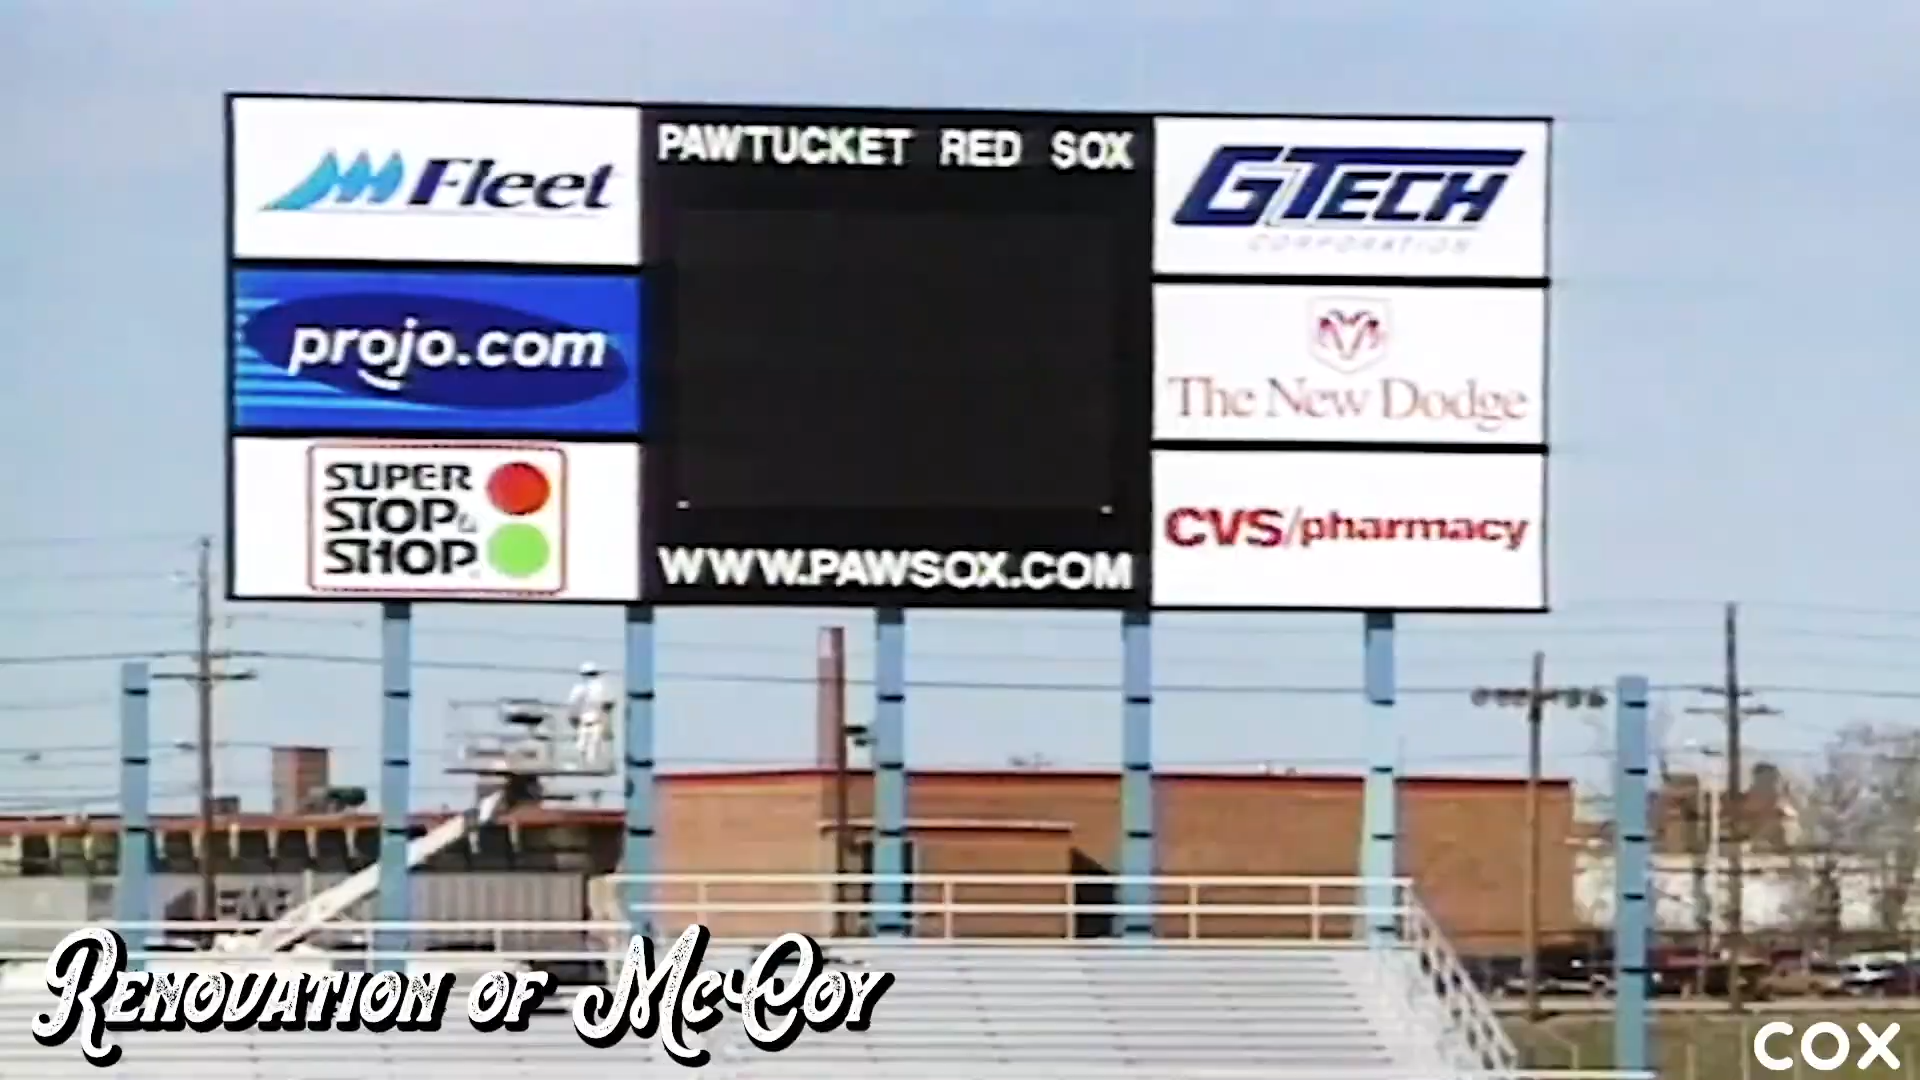 Fleet
PAWTUCKET RED SOX
GTECH
CORPORATION
projo.com
The New Dodge
SUPER
STOP &
SHOP
CVS/pharmacy
WWW.PAWSOX.COM
RENOVATION OF MCCOY
COX